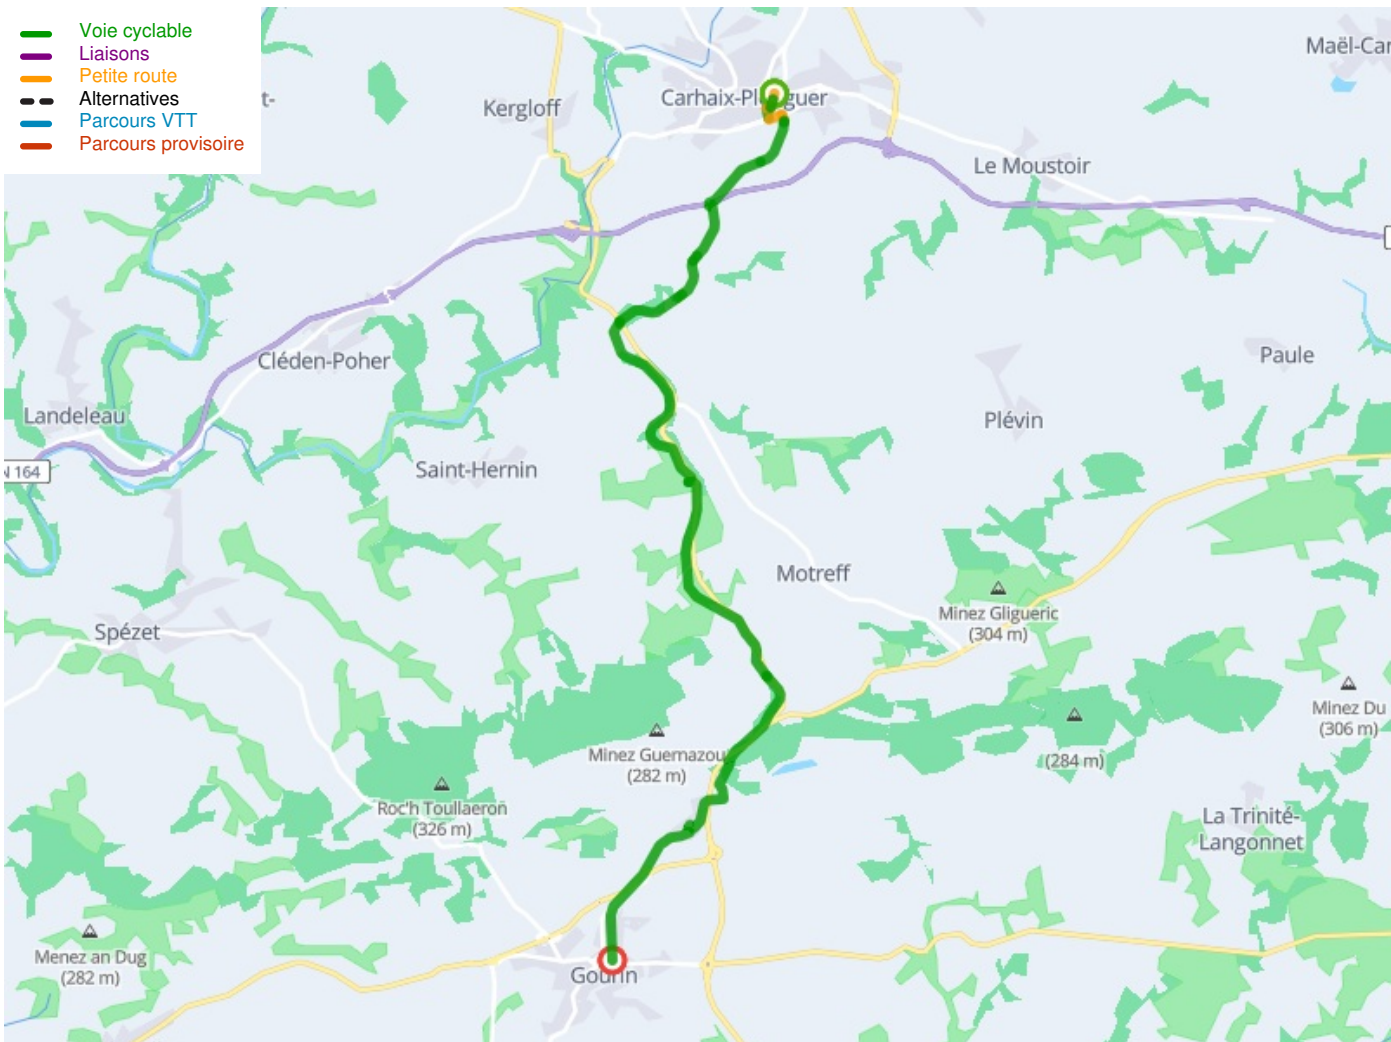 Voie cyclable
Liaisons
Petite route
Alternatives
Parcours VTT
Parcours provisoire
Maël-Car
t-
Kergloff
Carhaix-Pl guer
Le Moustoir
Cléden-Poher
Paule
Landeleau
Plévin
N 164
Saint-Hernin
Motreff
Minez Gligueric
(304 m)
Spézet
Minez Du
(306 m)
Minez Guernazou
(282 m)
(284 m)
Roc'h Toullaeron
(326 m)
La Trinité-
Langonnet
Menez an Dug
(282 m)
Gourin